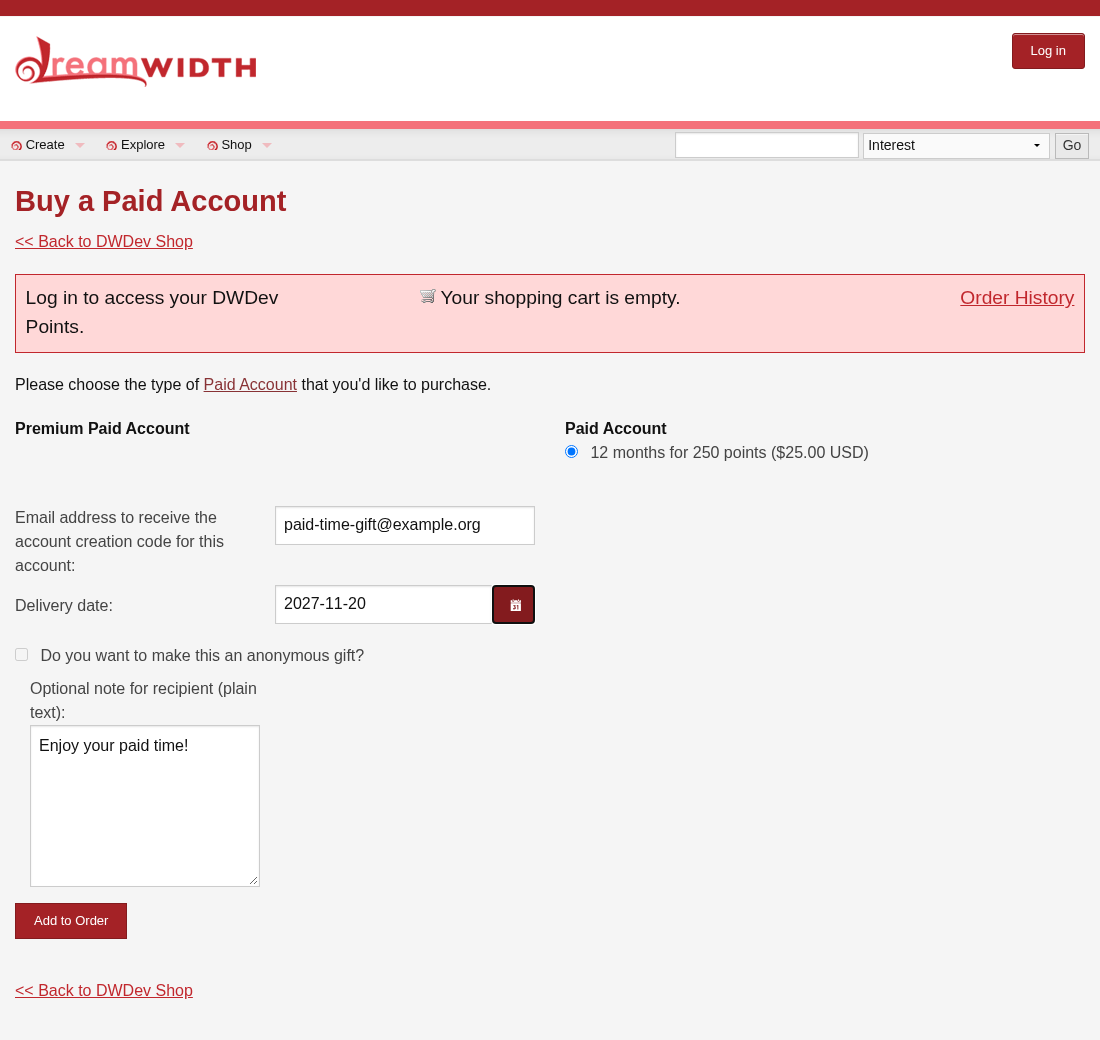 dreamWIDTH
Log in
Create
Explore
Shop
Interest
Go
Buy a Paid Account
<< Back to DWDev Shop
Log in to access your DWDev
Points.
Your shopping cart is empty.
Order History
Please choose the type of Paid Account that you'd like to purchase.
Premium Paid Account
Paid Account
12 months for 250 points ($25.00 USD)
Email address to receive the
account creation code for this
account:
paid-time-gift@example.org
Delivery date:
2027-11-20
31
Do you want to make this an anonymous gift?
Optional note for recipient (plain
text):
Enjoy your paid time!
Add to Order
<< Back to DWDev Shop